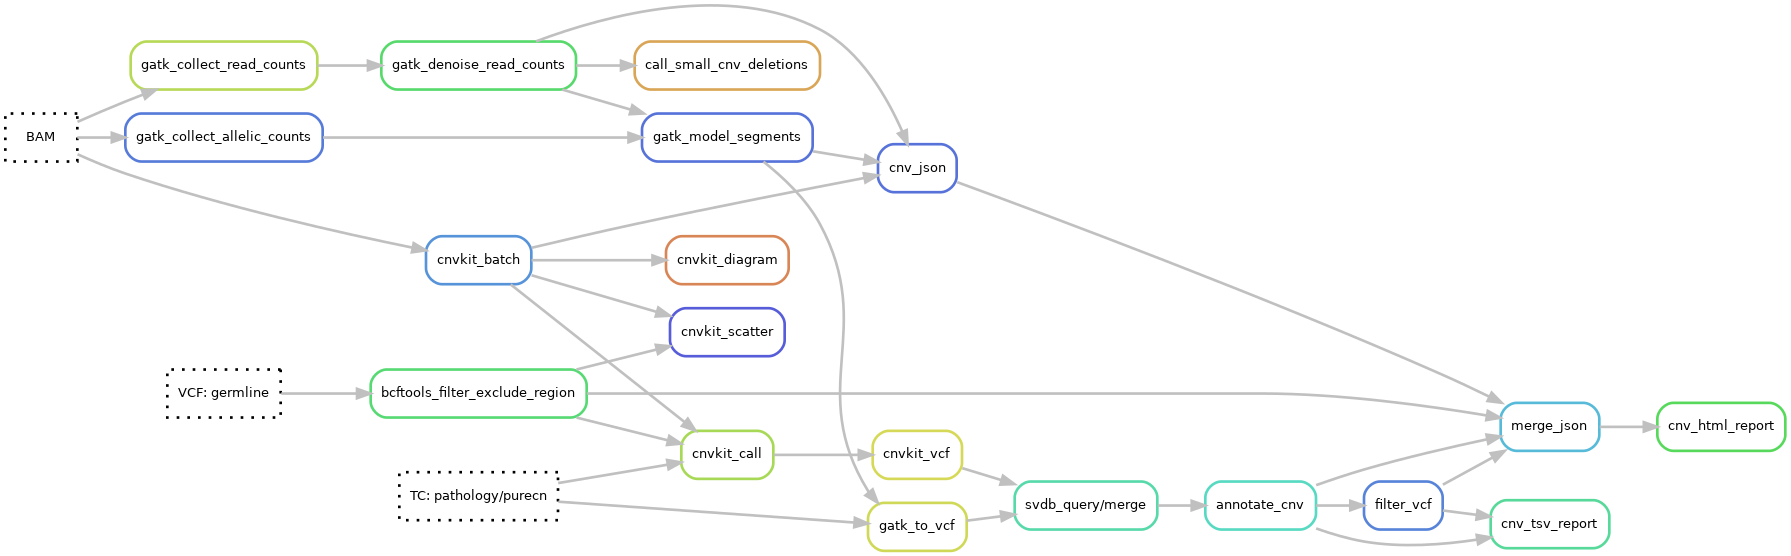 gatk_collect_read_counts
gatk_denoise_read_counts
call_small_cnv_deletions
BAM
gatk_collect_allelic_counts
gatk_model_segments
cnv_json
cnvkit_batch
cnvkit_diagram
cnvkit_scatter
VCF: germline
bcftools_filter_exclude_region
merge_json
cnv_html_report
cnvkit_call
cnvkit_vcf
TC: pathology/purecn
svdb_query/merge
annotate_cnv
filter_vcf
gatk_to_vcf
cnv_tsv_report